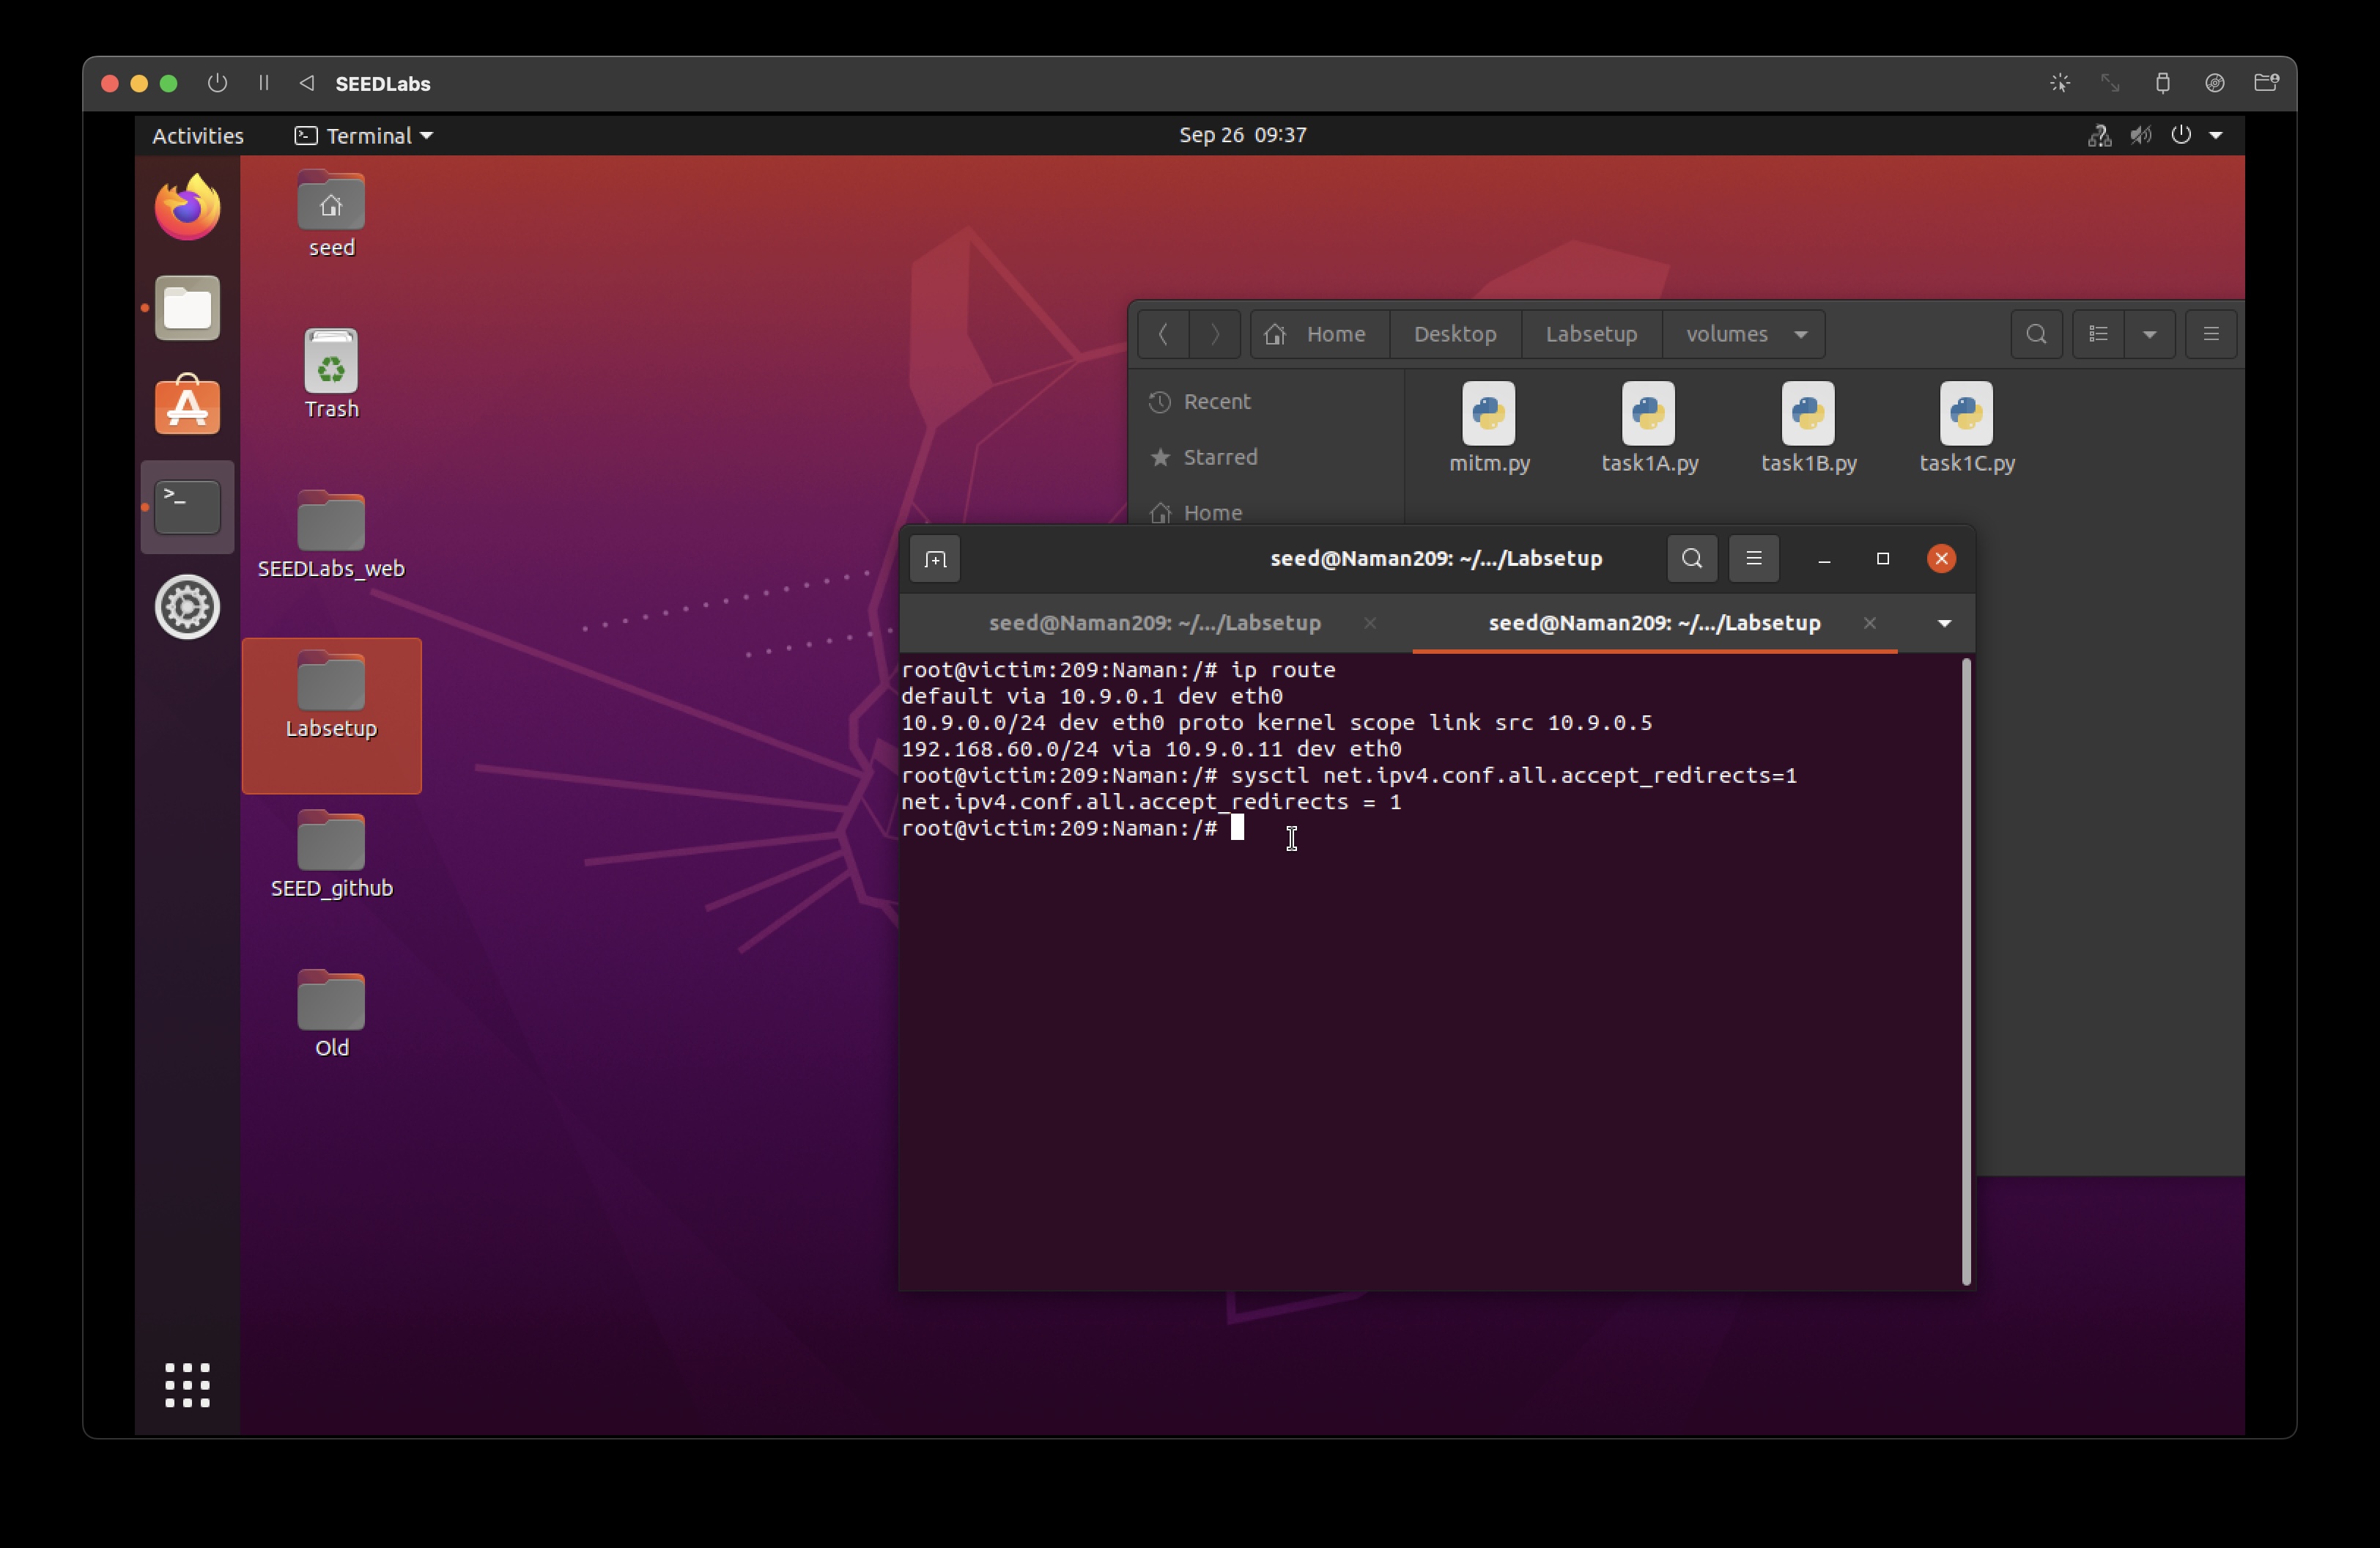 SEEDLabs
Activities
Terminal
Sep 26 09:37
seed
Trash
SEEDLabs_web
Labsetup
SEED_github
Old
Home
Desktop
Labsetup
volumes
Recent
Starred
Home
mitm.py
task1A.py
task1B.py
task1C.py
seed@Naman209: ~/.../Labsetup
seed@Naman209: ~/.../Labsetup
seed@Naman209: ~/.../Labsetup
root@victim:209:Naman:/# ip route
default via 10.9.0.1 dev eth0
10.9.0.0/24 dev eth0 proto kernel scope link src 10.9.0.5
192.168.60.0/24 via 10.9.0.11 dev eth0
root@victim:209:Naman:/# sysctl net.ipv4.conf.all.accept_redirects=1
net.ipv4.conf.all.accept_redirects = 1
root@victim:209:Naman:/#